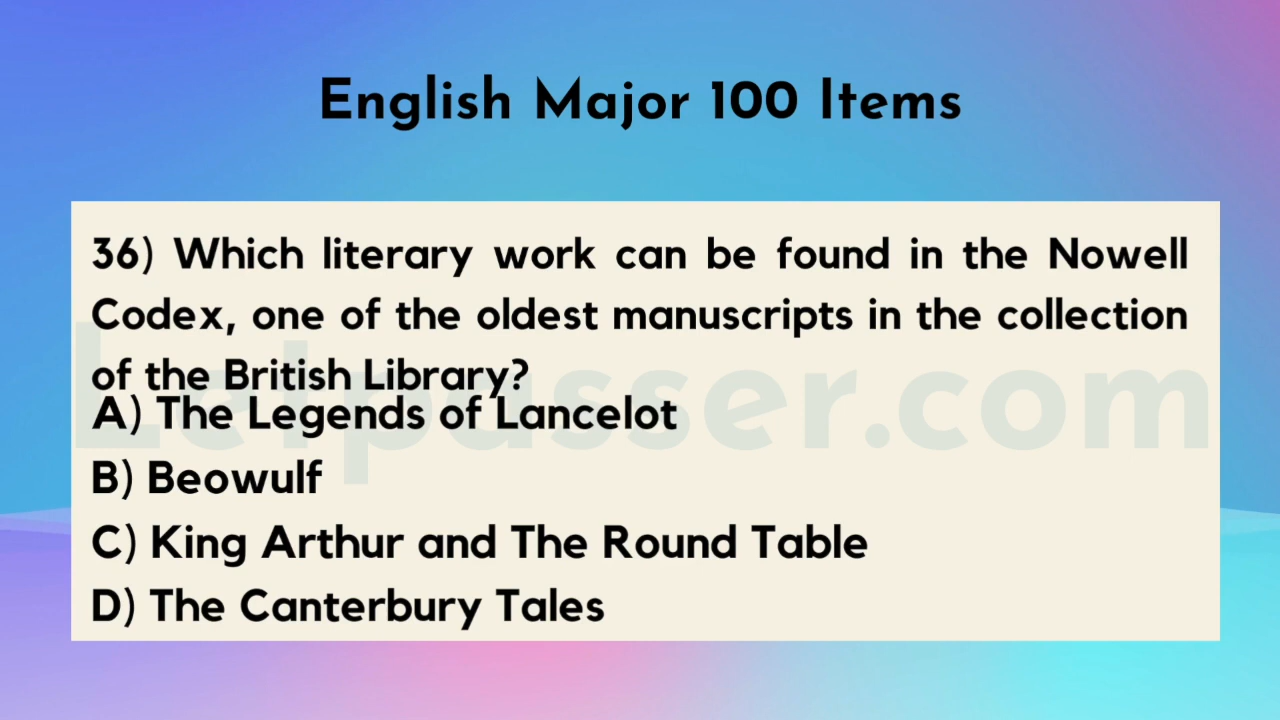 English Major 100 Items
36) Which literary work can be found in the Nowell
Codex, one of the oldest manuscripts in the collection
of the British Library?
A) The Legends of Lancelot
B) Beowulf
C) King Arthur and The Round Table
D) The Canterbury Tales
Letpasser.com